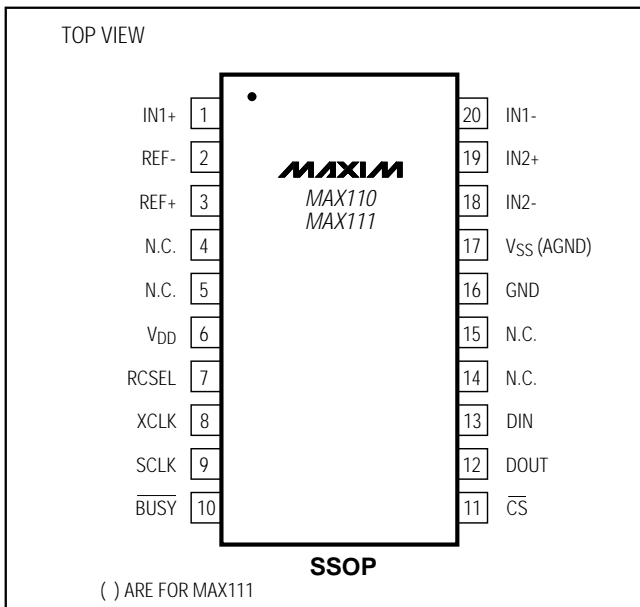 TOP VIEW
IN1+ 1
REF- 2
REF+ 3
N.C. 4
N.C. 5
VDD 6
RCSEL 7
XCLK 8
SCLK 9
BUSY 10
MAXIM
MAX110
MAX111
20 IN1-
19 IN2+
18 IN2-
17 VSS (AGND)
16 GND
15 N.C.
14 N.C.
13 DIN
12 DOUT
11 CS
SSOP
( ) ARE FOR MAX111